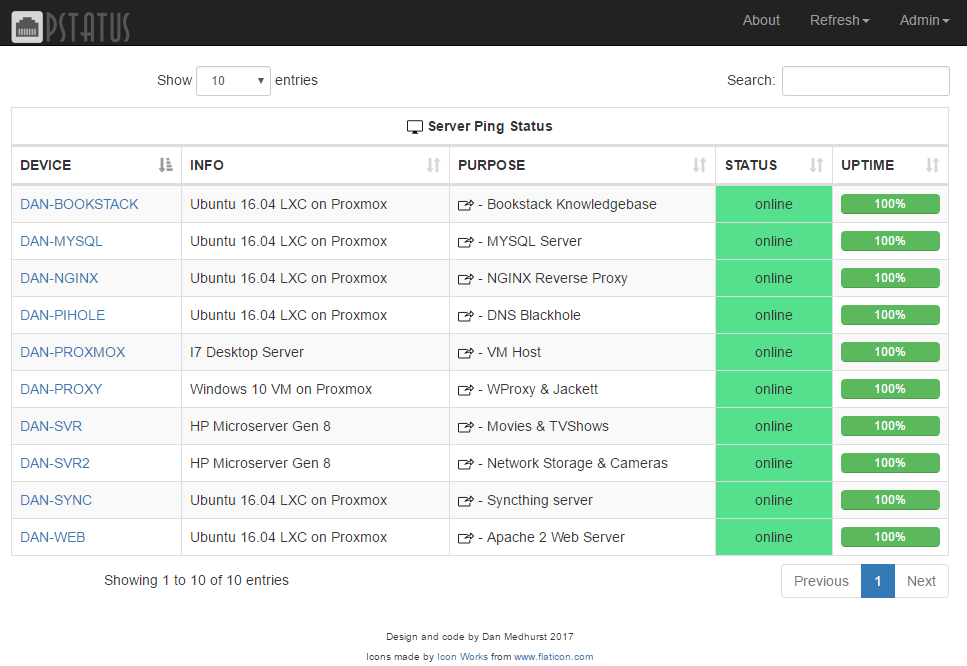 PSTATUS About Refresh Admin
Show 10 entries Search:
Server Ping Status
DEVICE INFO PURPOSE STATUS UPTIME
DAN-BOOKSTACK Ubuntu 16.04 LXC on Proxmox - Bookstack Knowledgebase online 100%
DAN-MYSQL Ubuntu 16.04 LXC on Proxmox - MYSQL Server online 100%
DAN-NGINX Ubuntu 16.04 LXC on Proxmox - NGINX Reverse Proxy online 100%
DAN-PIHOLE Ubuntu 16.04 LXC on Proxmox - DNS Blackhole online 100%
DAN-PROXMOX I7 Desktop Server - VM Host online 100%
DAN-PROXY Windows 10 VM on Proxmox - WProxy & Jackett online 100%
DAN-SVR HP Microserver Gen 8 - Movies & TVShows online 100%
DAN-SVR2 HP Microserver Gen 8 - Network Storage & Cameras online 100%
DAN-SYNC Ubuntu 16.04 LXC on Proxmox - Syncthing server online 100%
DAN-WEB Ubuntu 16.04 LXC on Proxmox - Apache 2 Web Server online 100%
Showing 1 to 10 of 10 entries Previous 1 Next
Design and code by Dan Medhurst 2017
Icons made by Icon Works from www.flaticon.com